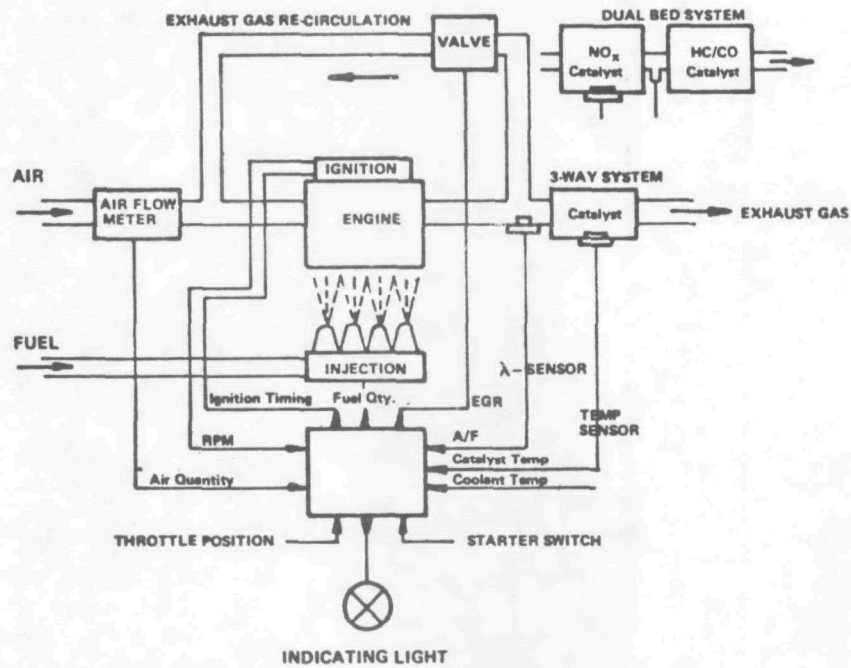 EXHAUST GAS RE-CIRCULATION
VALVE
DUAL BED SYSTEM
NOx
Catalyst
HC/CO
Catalyst
AIR
AIR FLOW
METER
IGNITION
ENGINE
3-WAY SYSTEM
Catalyst
EXHAUST GAS
FUEL
INJECTION
λ-SENSOR
Ignition Timing
Fuel Qty.
EGR
TEMP
SENSOR
RPM
A/F
Catalyst Temp
Air Quantity
Coolant Temp
THROTTLE POSITION
STARTER SWITCH
INDICATING LIGHT